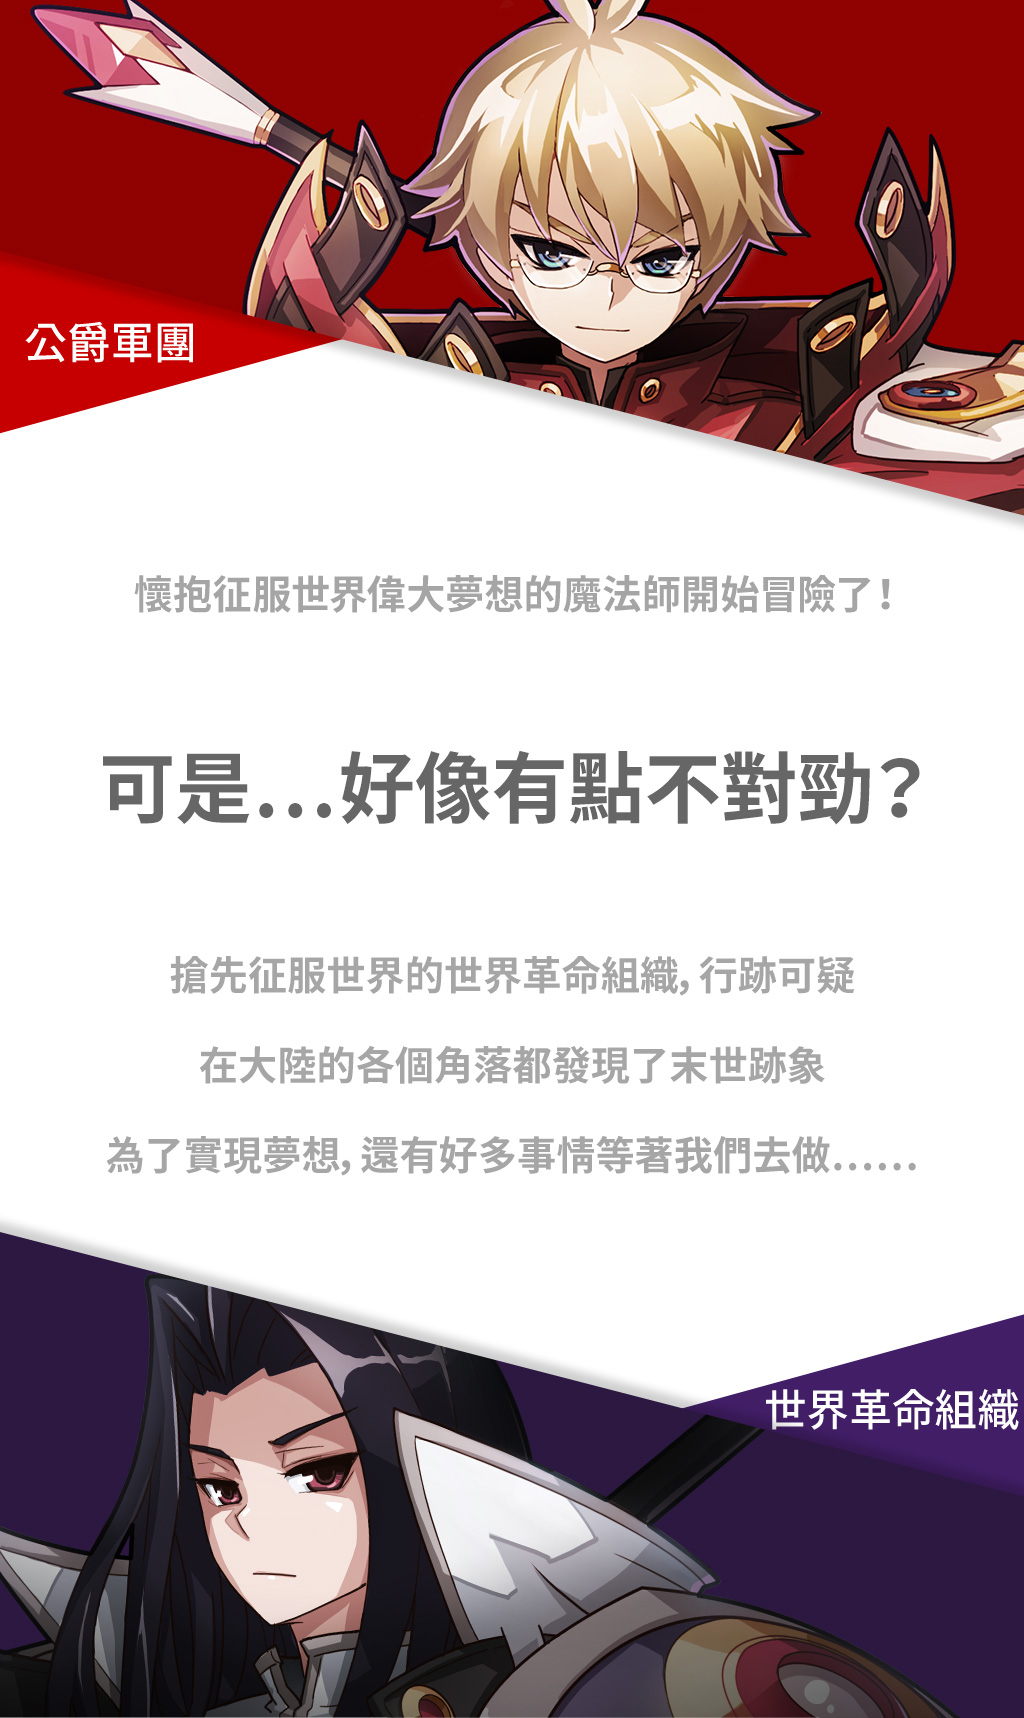 公爵軍團
懷抱征服世界偉大夢想的魔法師開始冒險了!
可是...好像有點不對勁?
搶先征服世界的世界革命組織, 行跡可疑
在大陸的各個角落都發現了末世跡象
為了實現夢想, 還有好多事情等著我們去做......
世界革命組織